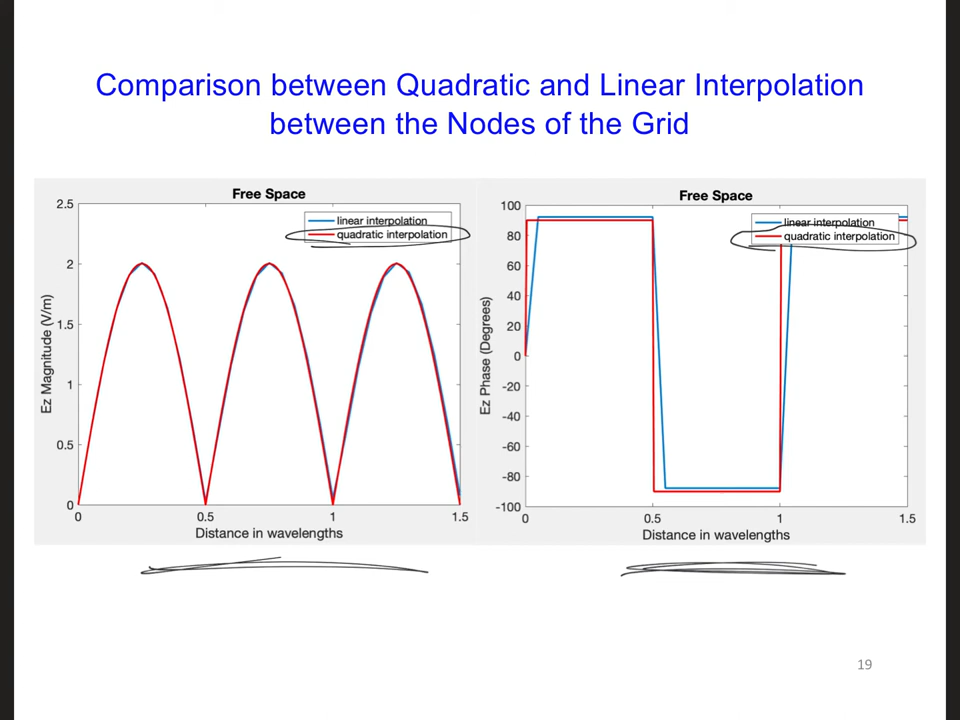 Comparison between Quadratic and Linear Interpolation
between the Nodes of the Grid
Free Space
linear interpolation
quadratic interpolation
2.5
2
1.5
1
0.5
0
Ez Magnitude (V/m)
0 0.5 1 1.5
Distance in wavelengths
Free Space
linear interpolation
quadratic interpolation
100
80
60
40
20
0
-20
-40
-60
-80
-100
Ez Phase (Degrees)
0 0.5 1 1.5
Distance in wavelengths
19